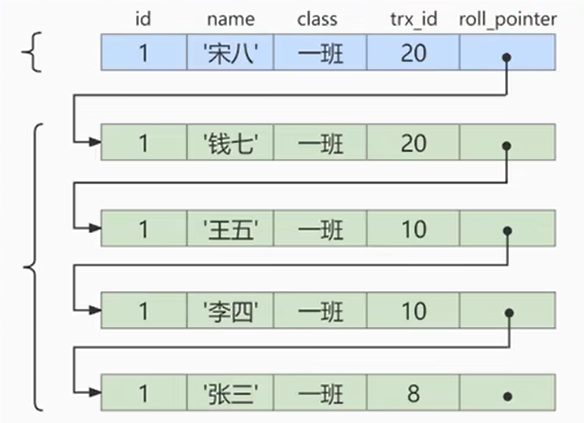 id name class trx_id roll_pointer
1 '宋八' 一班 20
1 '钱七' 一班 20
1 '王五' 一班 10
1 '李四' 一班 10
1 '张三' 一班 8